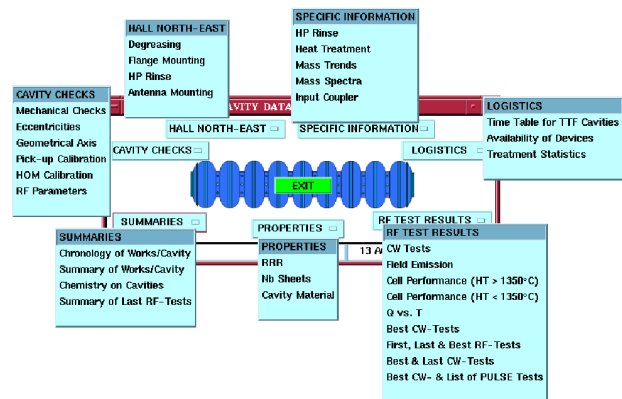 HALL NORTH-EAST
Degreasing
Flange Mounting
HP Rinse
Antenna Mounting
SPECIFIC INFORMATION
HP Rinse
Heat Treatment
Mass Trends
Mass Spectra
Input Coupler
CAVITY CHECKS
Mechanical Checks
Eccentricities
Geometrical Axis
Pick-up Calibration
HOM Calibration
RF Parameters
DATA
LOGISTICS
Time Table for TTF Cavities
Availability of Devices
Treatment Statistics
HALL NORTH-EAST
SPECIFIC INFORMATION
CAVITY CHECKS
LOGISTICS
EXIT
SUMMARIES
PROPERTIES
RF TEST RESULTS
SUMMARIES
Chronology of Works/Cavity
Summary of Works/Cavity
Chemistry on Cavities
Summary of Last RF-Tests
PROPERTIES
RRR
Nb Sheets
Cavity Material
13 A
RF TEST RESULTS
CW Tests
Field Emission
Cell Performance (HT > 1350°C)
Cell Performance (HT < 1350°C)
Q vs. T
Best CW-Tests
First, Last & Best RF-Tests
Best & Last CW-Tests
Best CW- & List of PULSE Tests